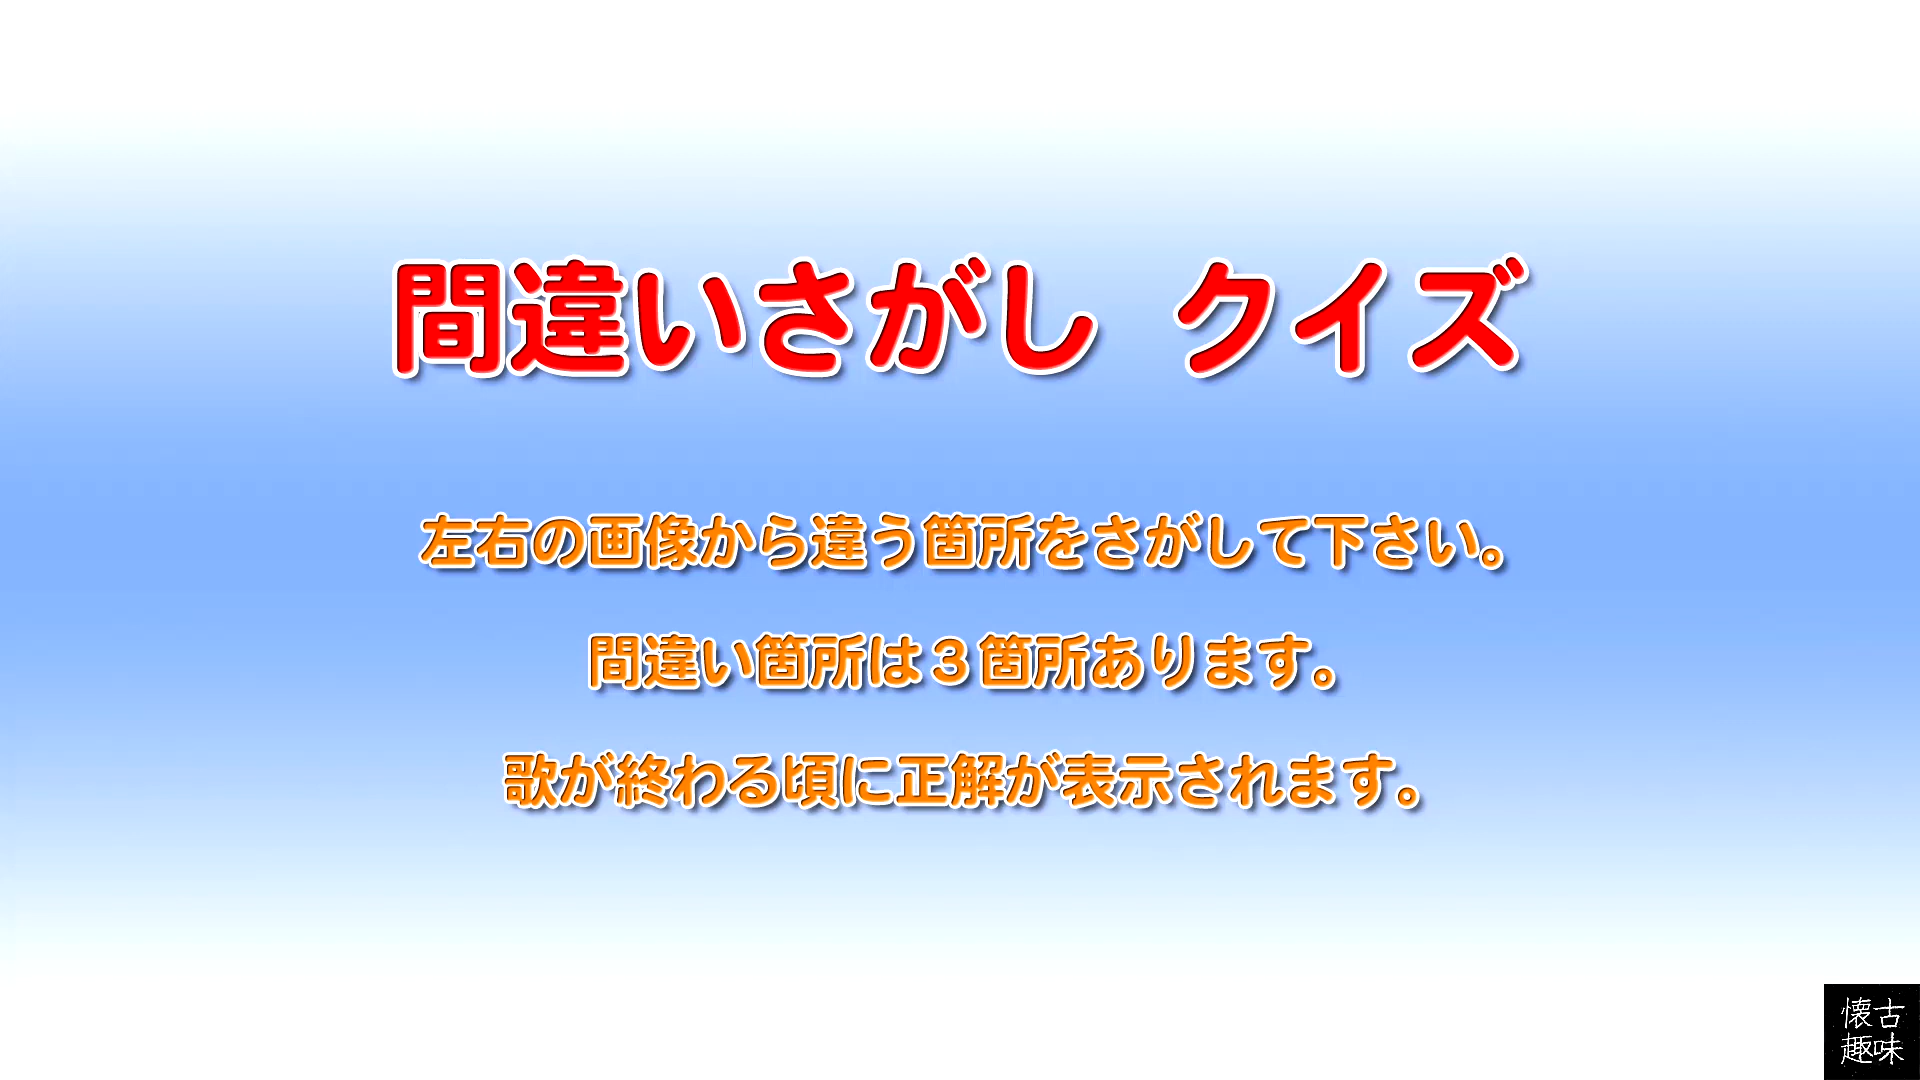 間違いさがし クイズ
左右の画像から違う箇所をさがして下さい。
間違い箇所は３箇所あります。
歌が終わる頃に正解が表示されます。
懐古
趣味